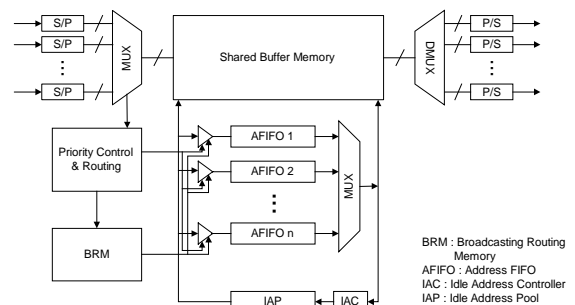 S/P
S/P
S/P
MUX
Shared Buffer Memory
DMUX
P/S
P/S
P/S
Priority Control
& Routing
BRM
AFIFO 1
AFIFO 2
AFIFO n
MUX
IAP
IAC
BRM : Broadcasting Routing
Memory
AFIFO : Address FIFO
IAC : Idle Address Controller
IAP : Idle Address Pool